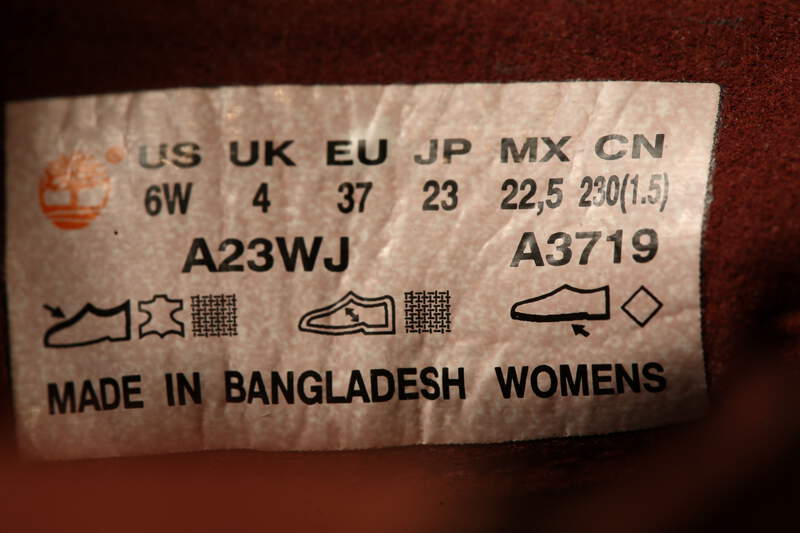 US UK EU JP MX CN
6W 4 37 23 22,5 230(1.5)
A23WJ A3719
MADE IN BANGLADESH WOMENS